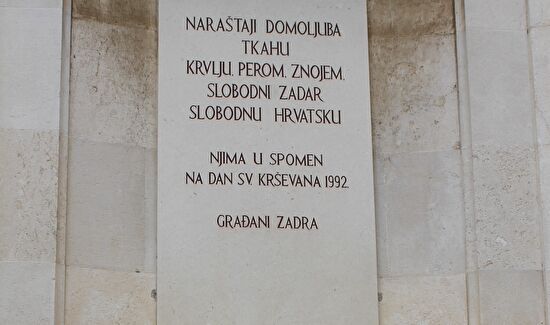 NARAŠTAJI DOMOLJUBA
TKAHU
KRVLJU, PEROM, ZNOJEM,
SLOBODNI ZADAR
SLOBODNU HRVATSKU
NJIMA U SPOMEN
NA DAN SV. KRŠEVANA 1992.
GRAĐANI ZADRA